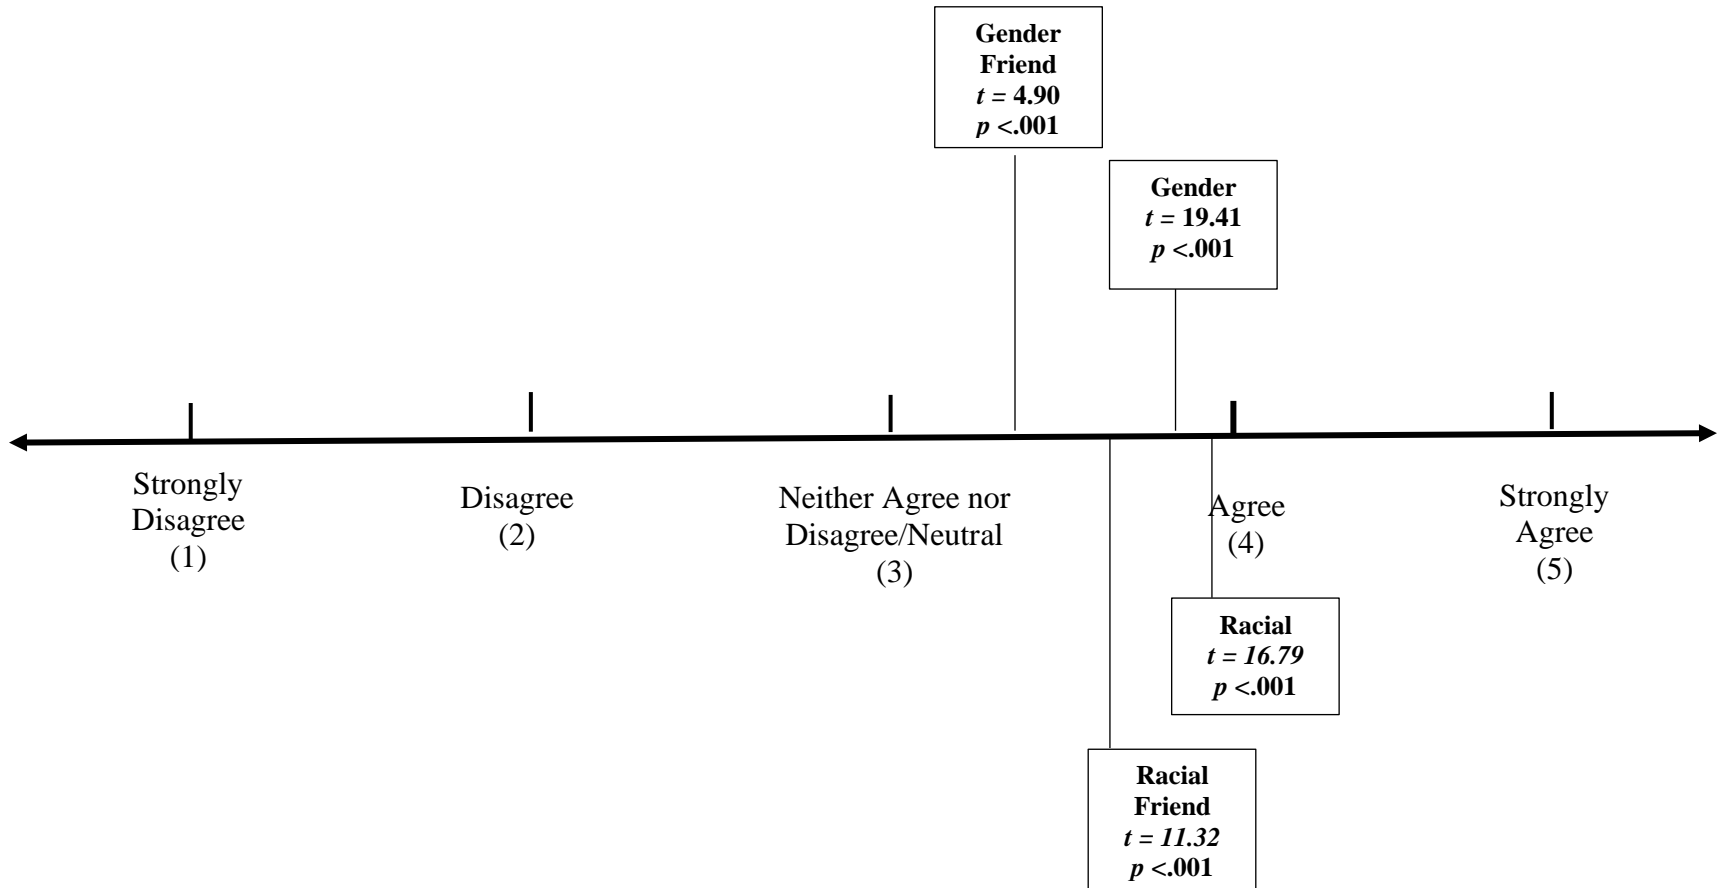 Gender
Friend
t = 4.90
p <.001
Gender
t = 19.41
p <.001
Strongly
Disagree
(1)
Disagree
(2)
Neither Agree nor
Disagree/Neutral
(3)
Agree
(4)
Strongly
Agree
(5)
Racial
t = 16.79
p <.001
Racial
Friend
t = 11.32
p <.001